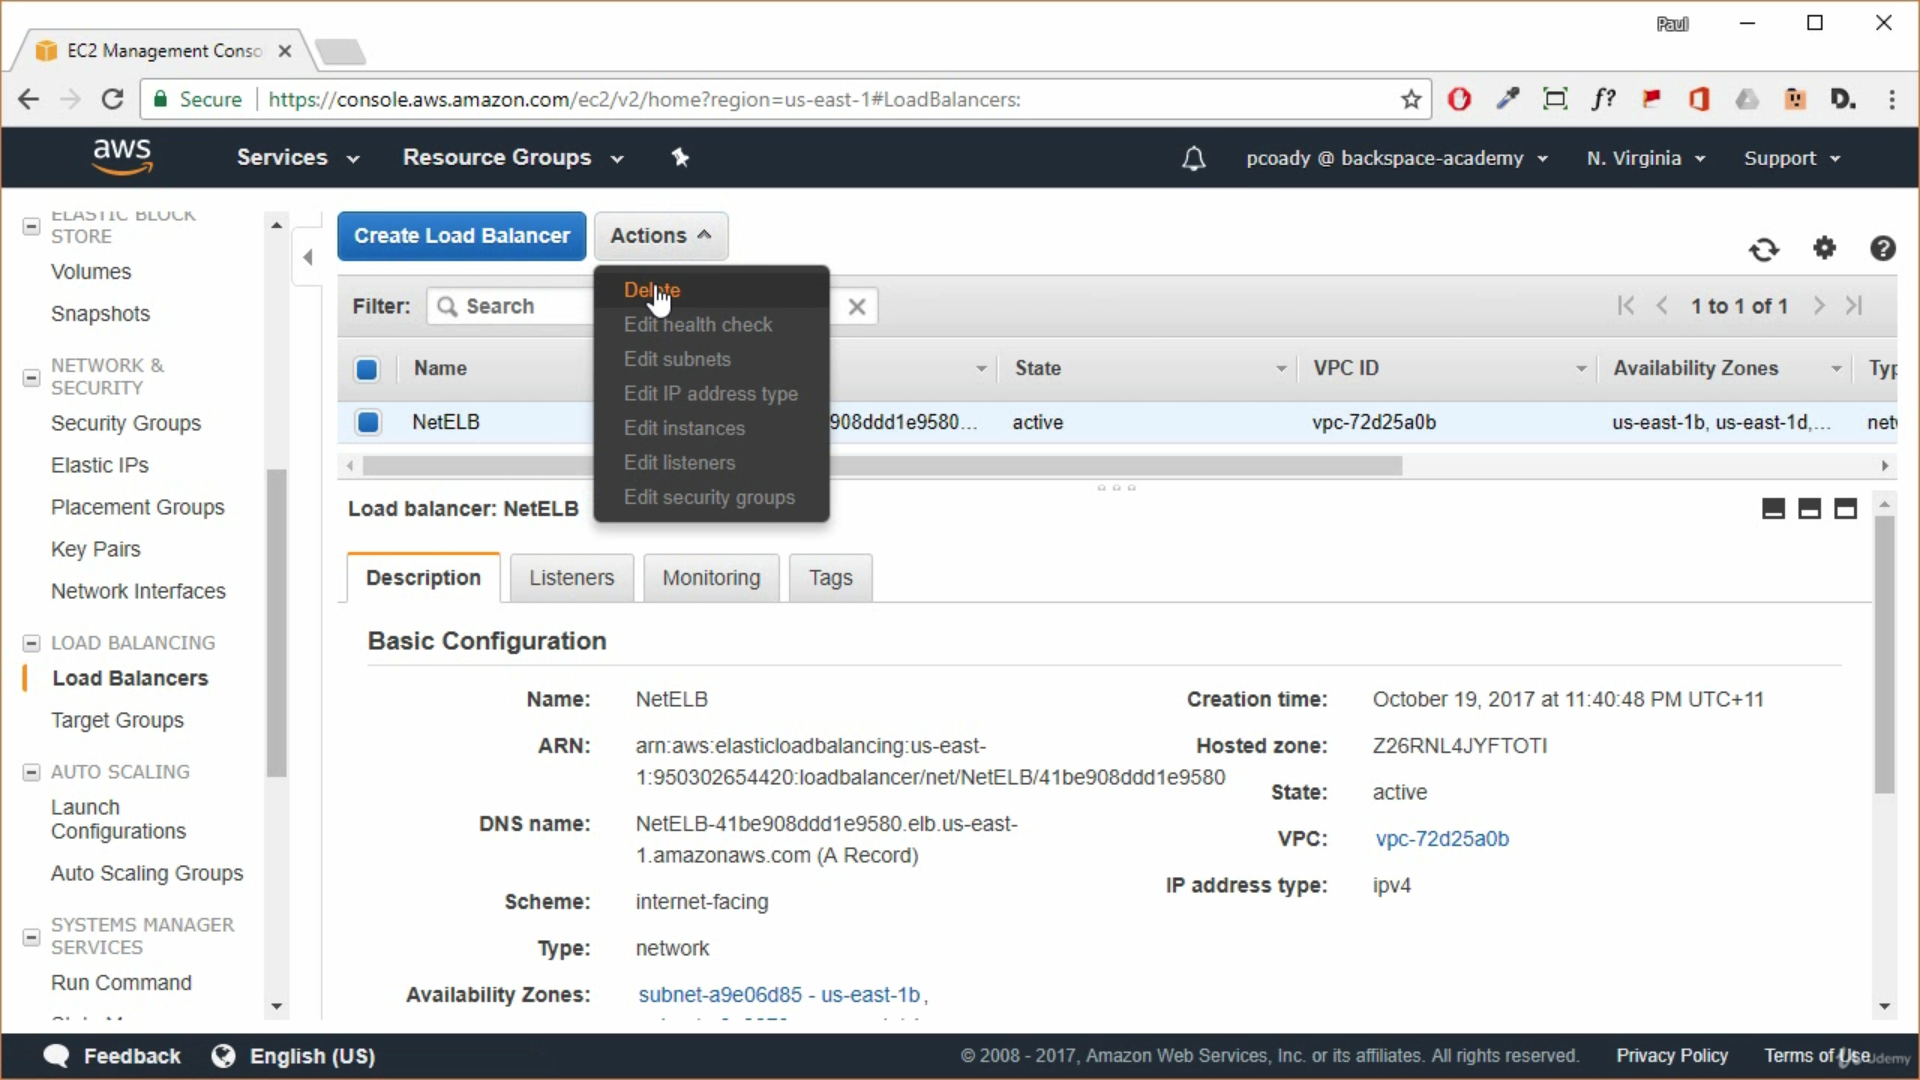 Paul
EC2 Management Conso
Secure
https://console.aws.amazon.com/ec2/v2/home?region=us-east-1#LoadBalancers:
f?
D.
aws
Services
Resource Groups
pcoady @ backspace-academy
N. Virginia
Support
ELASTIC BLOCK
STORE
Volumes
Snapshots
NETWORK &
SECURITY
Security Groups
Elastic IPs
Placement Groups
Key Pairs
Network Interfaces
LOAD BALANCING
Load Balancers
Target Groups
AUTO SCALING
Launch
Configurations
Auto Scaling Groups
SYSTEMS MANAGER
SERVICES
Run Command
Create Load Balancer
Actions
Delete
Edit health check
Edit subnets
Edit IP address type
Edit instances
Edit listeners
Edit security groups
Filter:
Search
1 to 1 of 1
Name
State
VPC ID
Availability Zones
Typ
NetELB
908ddd1e9580...
active
vpc-72d25a0b
us-east-1b, us-east-1d,...
net
Load balancer: NetELB
Description
Listeners
Monitoring
Tags
Basic Configuration
Name: NetELB
ARN: arn:aws:elasticloadbalancing:us-east-
1:950302654420:loadbalancer/net/NetELB/41be908ddd1e9580
DNS name: NetELB-41be908ddd1e9580.elb.us-east-
1.amazonaws.com (A Record)
Scheme: internet-facing
Type: network
Availability Zones: subnet-a9e06d85 - us-east-1b,
Creation time: October 19, 2017 at 11:40:48 PM UTC+11
Hosted zone: Z26RNL4JYFTOTI
State: active
VPC: vpc-72d25a0b
IP address type: ipv4
Feedback
English (US)
© 2008 - 2017, Amazon Web Services, Inc. or its affiliates. All rights reserved.
Privacy Policy
Terms of Use
Udemy